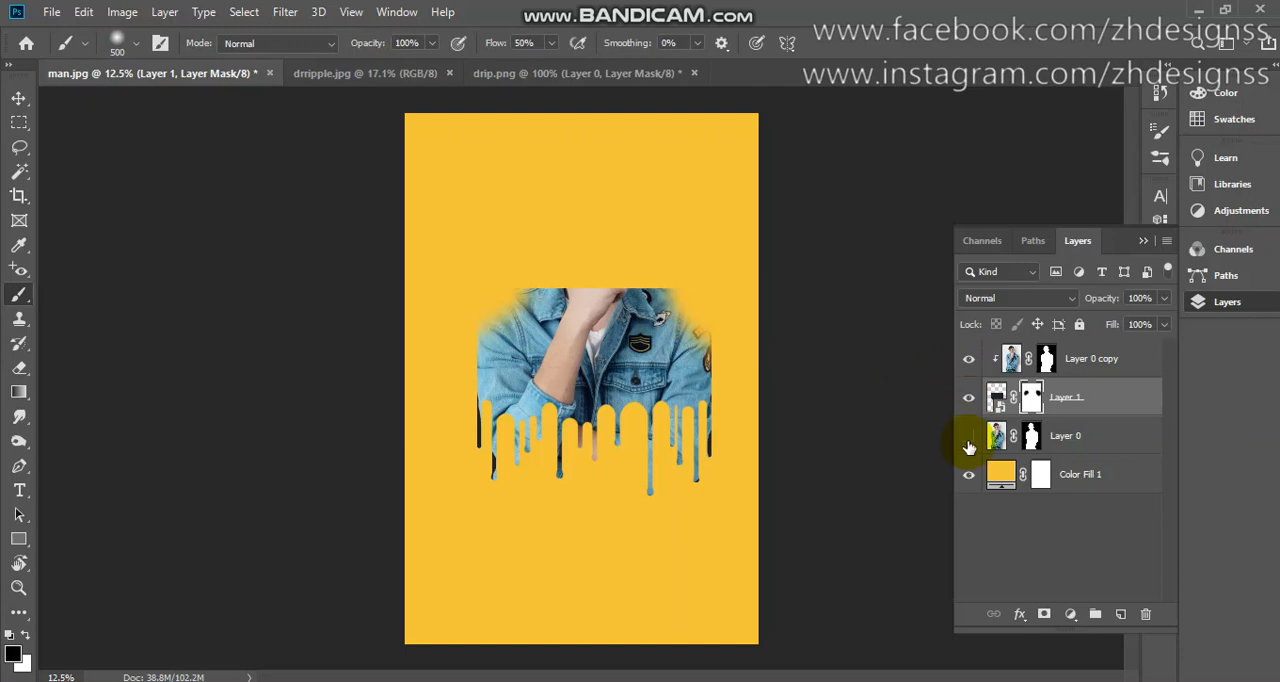 Ps File Edit Image Layer Type Select Filter 3D View Window Help
www.BANDICAM.com
www.facebook.com/zhdesignss
500 Mode: Normal Opacity: 100% Flow: 50% Smoothing: 0%
www.instagram.com/zhdesignss
man.jpg @ 12.5% (Layer 1, Layer Mask/8) * × drripple.jpg @ 17.1% (RGB/8) × drip.png @ 100% (Layer 0, Layer Mask/8) * ×
Color
Swatches
Learn
Libraries
Adjustments
Channels
Paths
Layers
Channels Paths Layers
Kind
Normal Opacity: 100%
Lock: Fill: 100%
Layer 0 copy
Layer 1
Layer 0
Color Fill 1
fx
12.5% Doc: 38.8M/102.2M